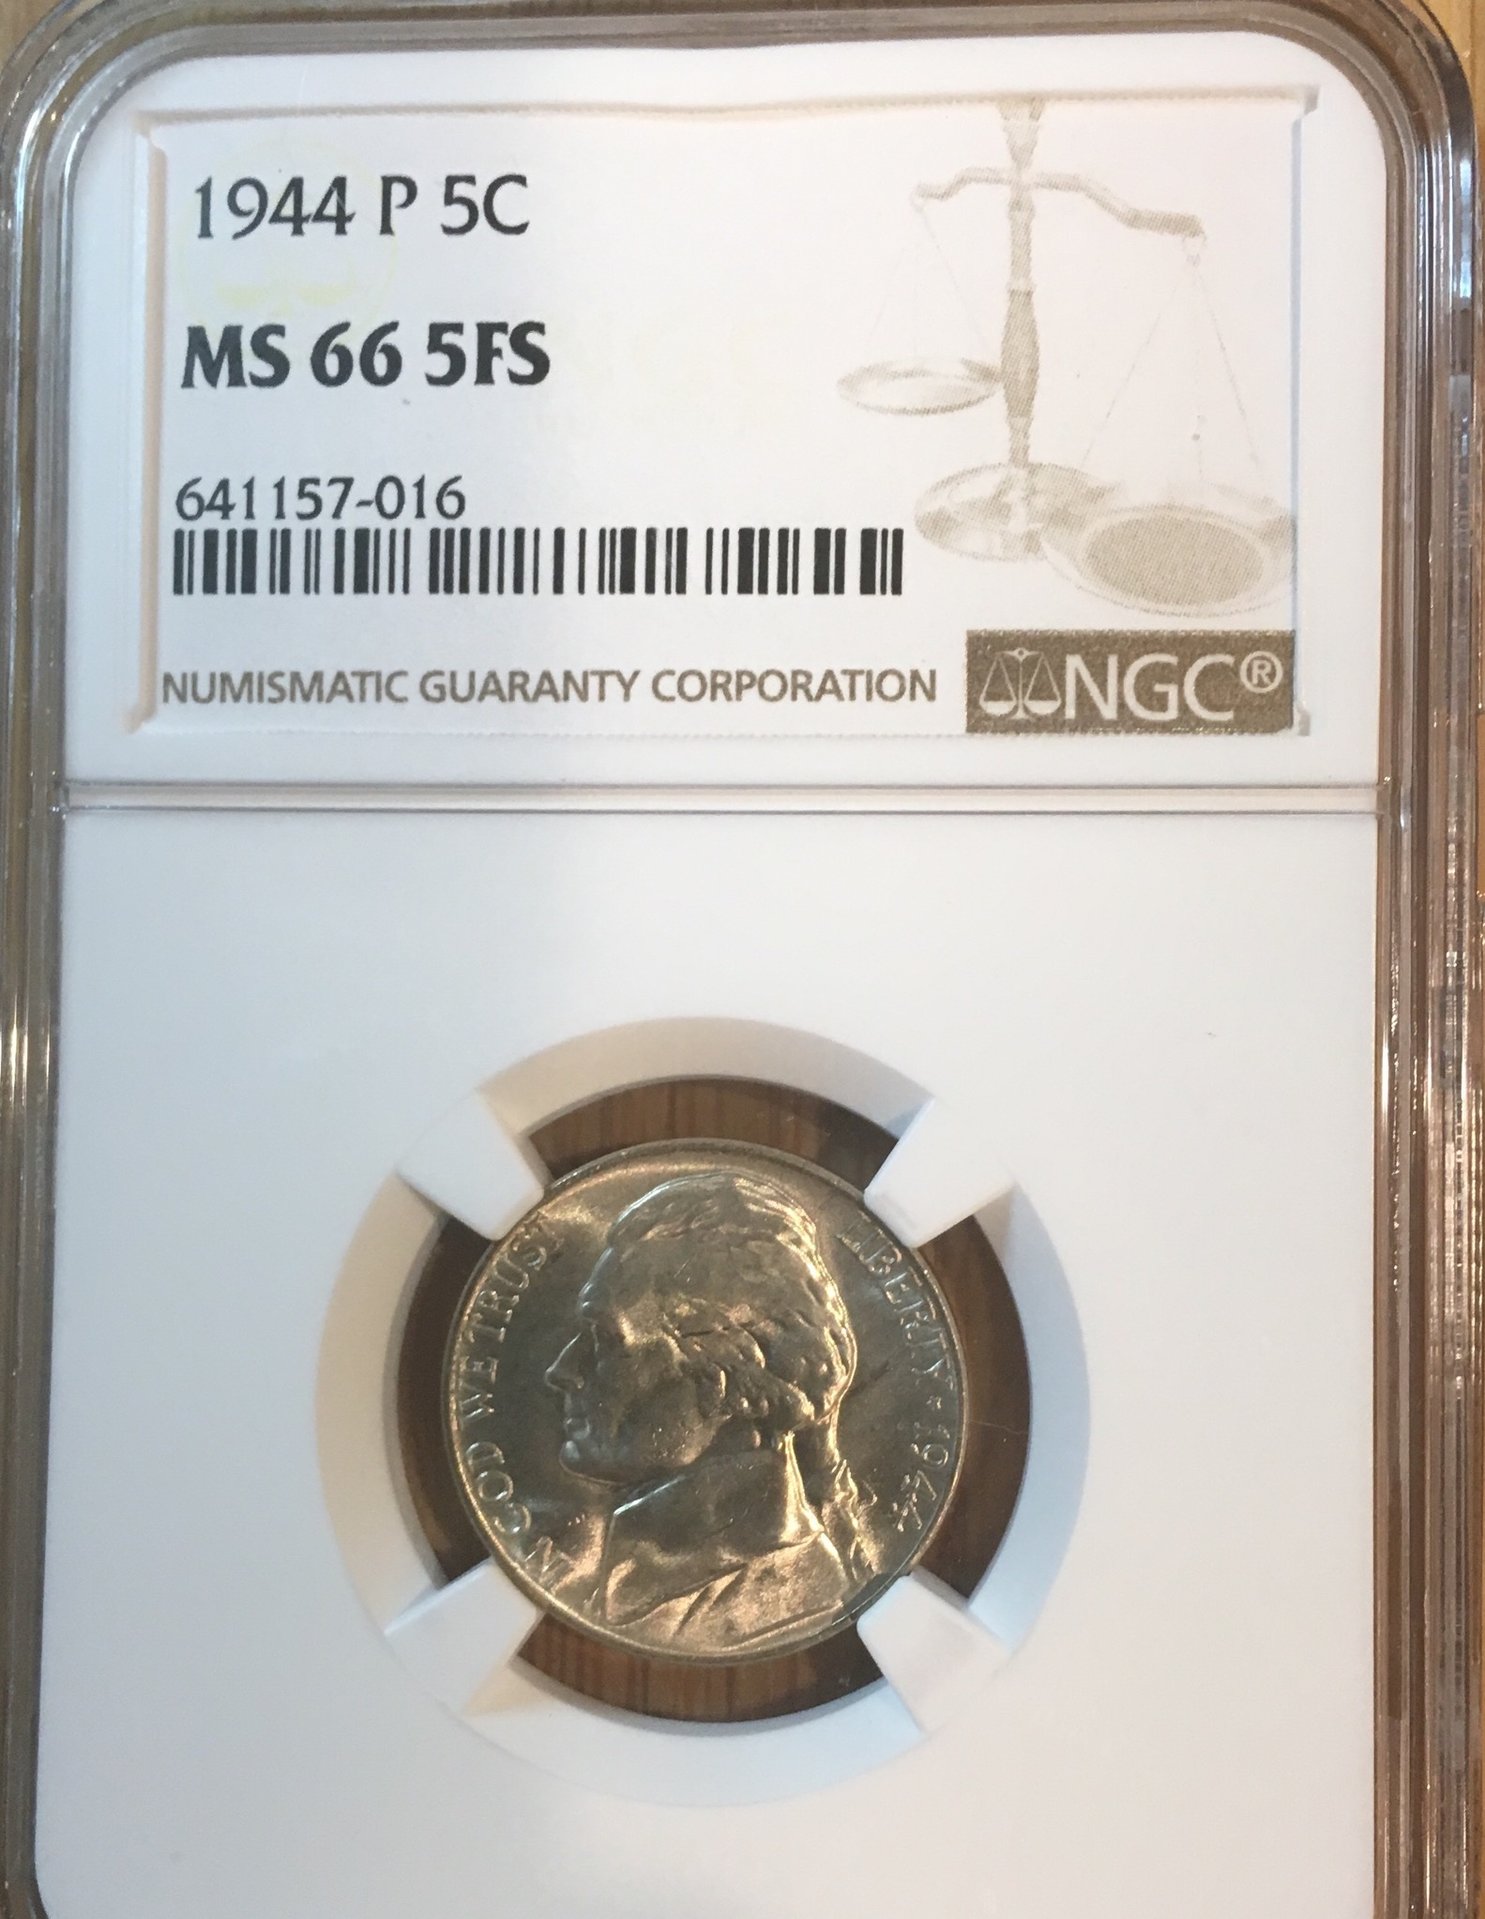 1944 P 5C
MS 66 5FS
641157-016
NUMISMATIC GUARANTY CORPORATION
NGC®
IN GOD WE TRUST
LIBERTY ★ 1944